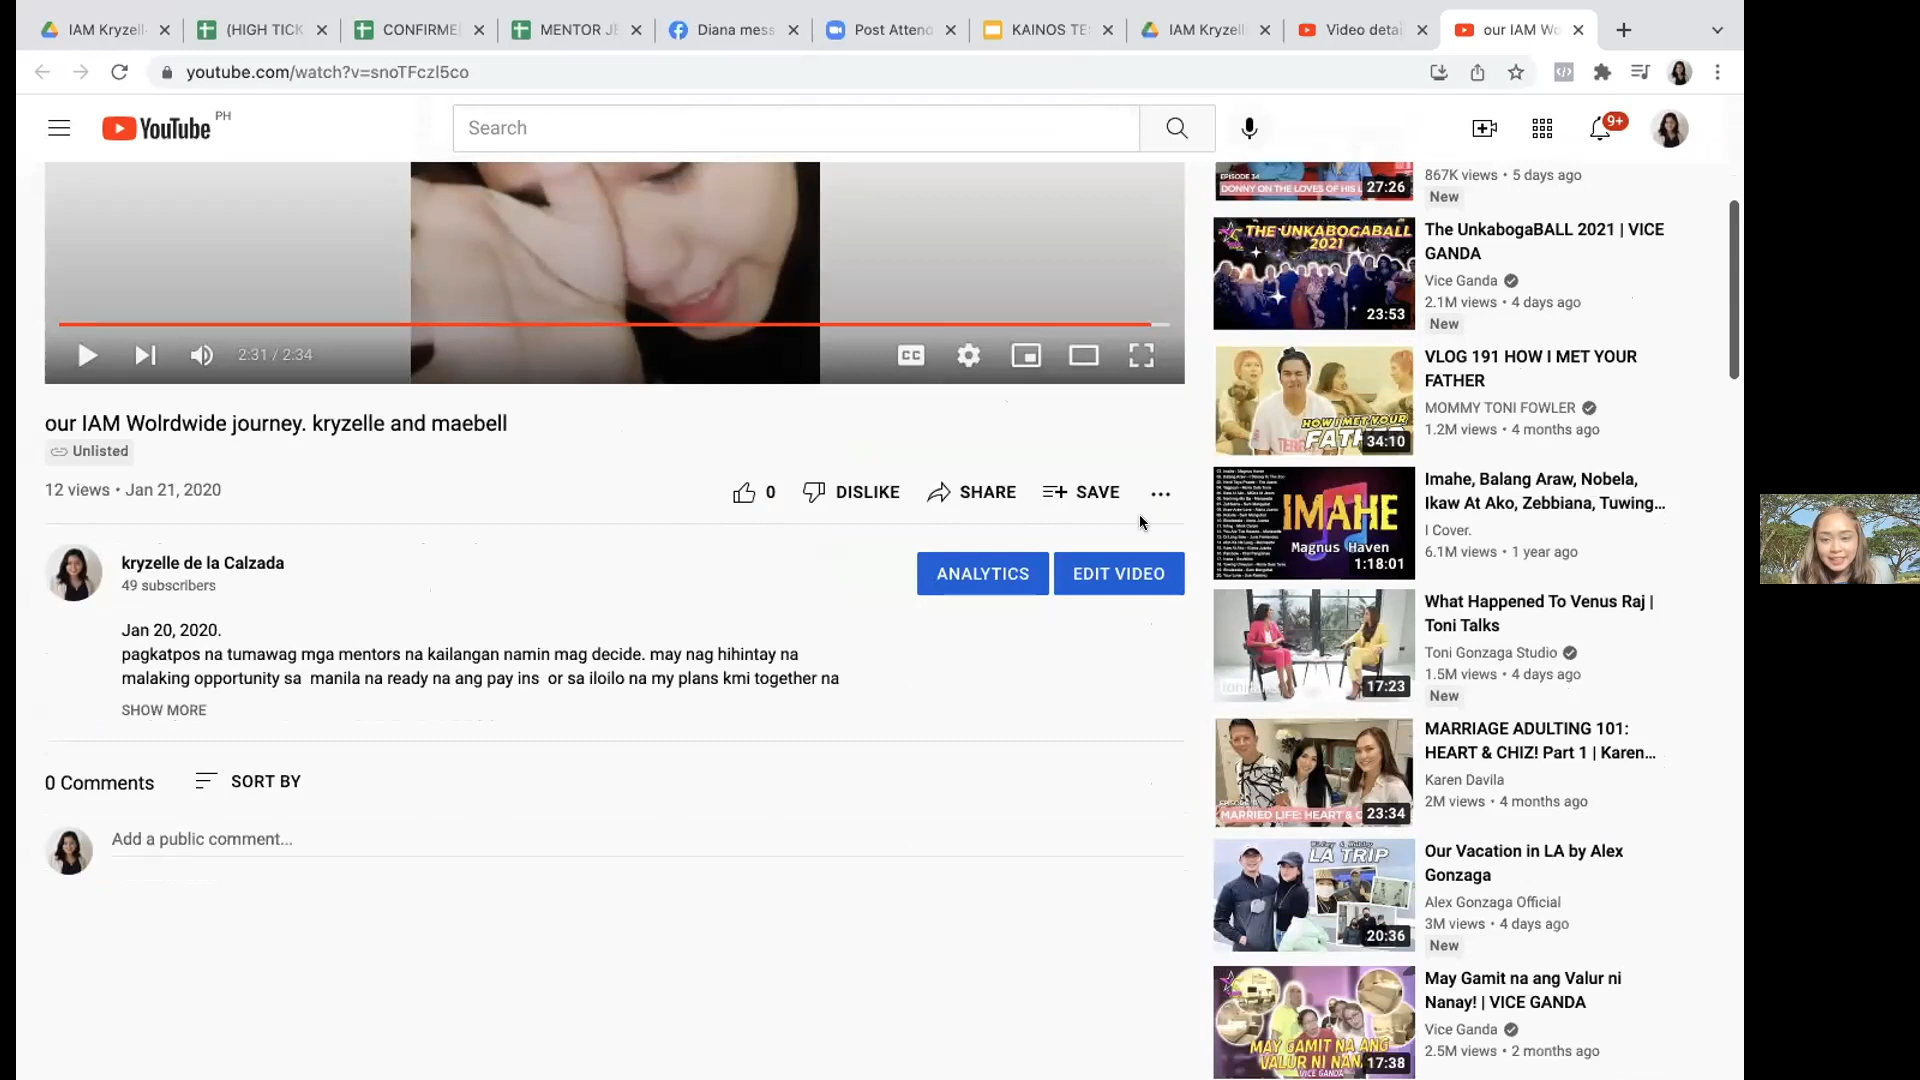 IAM Kryzell
(HIGH TICK
CONFIRME
MENTOR JE
Diana mess
Post Attend
KAINOS TE
IAM Kryzell
Video detai
our IAM Wo
youtube.com/watch?v=snoTFczl5co
YouTube PH
Search
9+
2:31 / 2:34
CC
our IAM Wolrdwide journey. kryzelle and maebell
Unlisted
12 views • Jan 21, 2020
0 DISLIKE SHARE SAVE
kryzelle de la Calzada
49 subscribers
ANALYTICS
EDIT VIDEO
Jan 20, 2020.
pagkatpos na tumawag mga mentors na kailangan namin mag decide. may nag hihintay na
malaking opportunity sa manila na ready na ang pay ins or sa iloilo na my plans kmi together na
SHOW MORE
0 Comments SORT BY
Add a public comment...
EPISODE 34
DONNY ON THE LOVES OF HIS L
27:26
867K views • 5 days ago
New
THE UNKABOGABALL
2021
23:53
The UnkabogaBALL 2021 | VICE
GANDA
Vice Ganda
2.1M views • 4 days ago
New
HOW I MET YOUR
FATHER
34:10
VLOG 191 HOW I MET YOUR
FATHER
MOMMY TONI FOWLER
1.2M views • 4 months ago
IMAHE
Magnus Haven
1:18:01
Imahe, Balang Araw, Nobela,
Ikaw At Ako, Zebbiana, Tuwing...
I Cover.
6.1M views • 1 year ago
17:23
What Happened To Venus Raj |
Toni Talks
Toni Gonzaga Studio
1.5M views • 4 days ago
New
MARRIED LIFE: HEART & C
23:34
MARRIAGE ADULTING 101:
HEART & CHIZ! Part 1 | Karen...
Karen Davila
2M views • 4 months ago
LA TRIP
20:36
Our Vacation in LA by Alex
Gonzaga
Alex Gonzaga Official
3M views • 4 days ago
New
MAY GAMIT NA ANG
VALUR NI NAN
VICE GANDA
17:38
May Gamit na ang Valur ni
Nanay! | VICE GANDA
Vice Ganda
2.5M views • 2 months ago